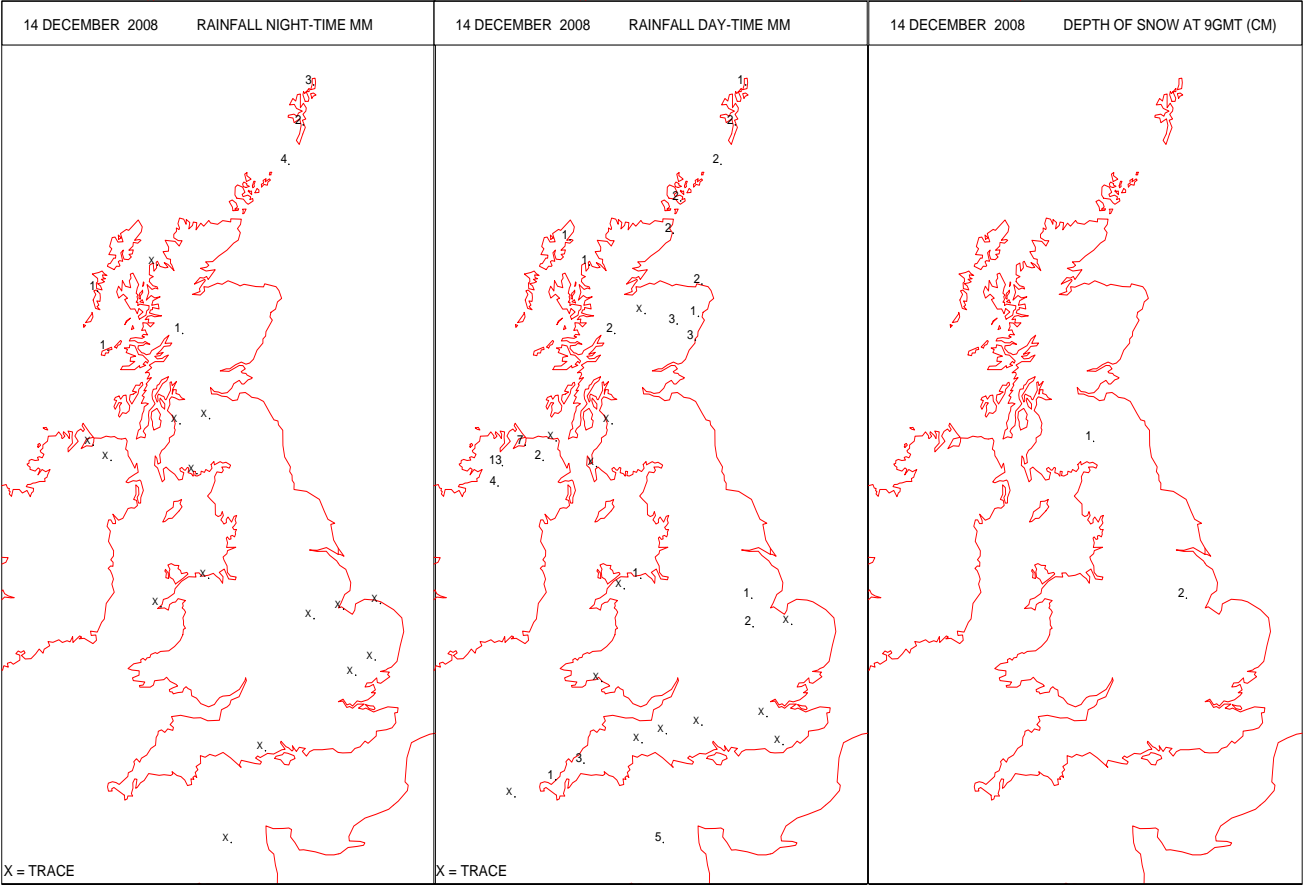 14 DECEMBER 2008 RAINFALL NIGHT-TIME MM
3
2
4
X
1
1
1
X
X
X
X
X
X
X
X
X
X
X
X
X
X
X = TRACE
14 DECEMBER 2008 RAINFALL DAY-TIME MM
1
2
2
2
2
1
1
2
X
1
3
2
3
X
X
7
2
13
X
4
1
X
1
2
X
X
X
X
X
X
X
3
1
X
5
X = TRACE
14 DECEMBER 2008 DEPTH OF SNOW AT 9GMT (CM)
1
2